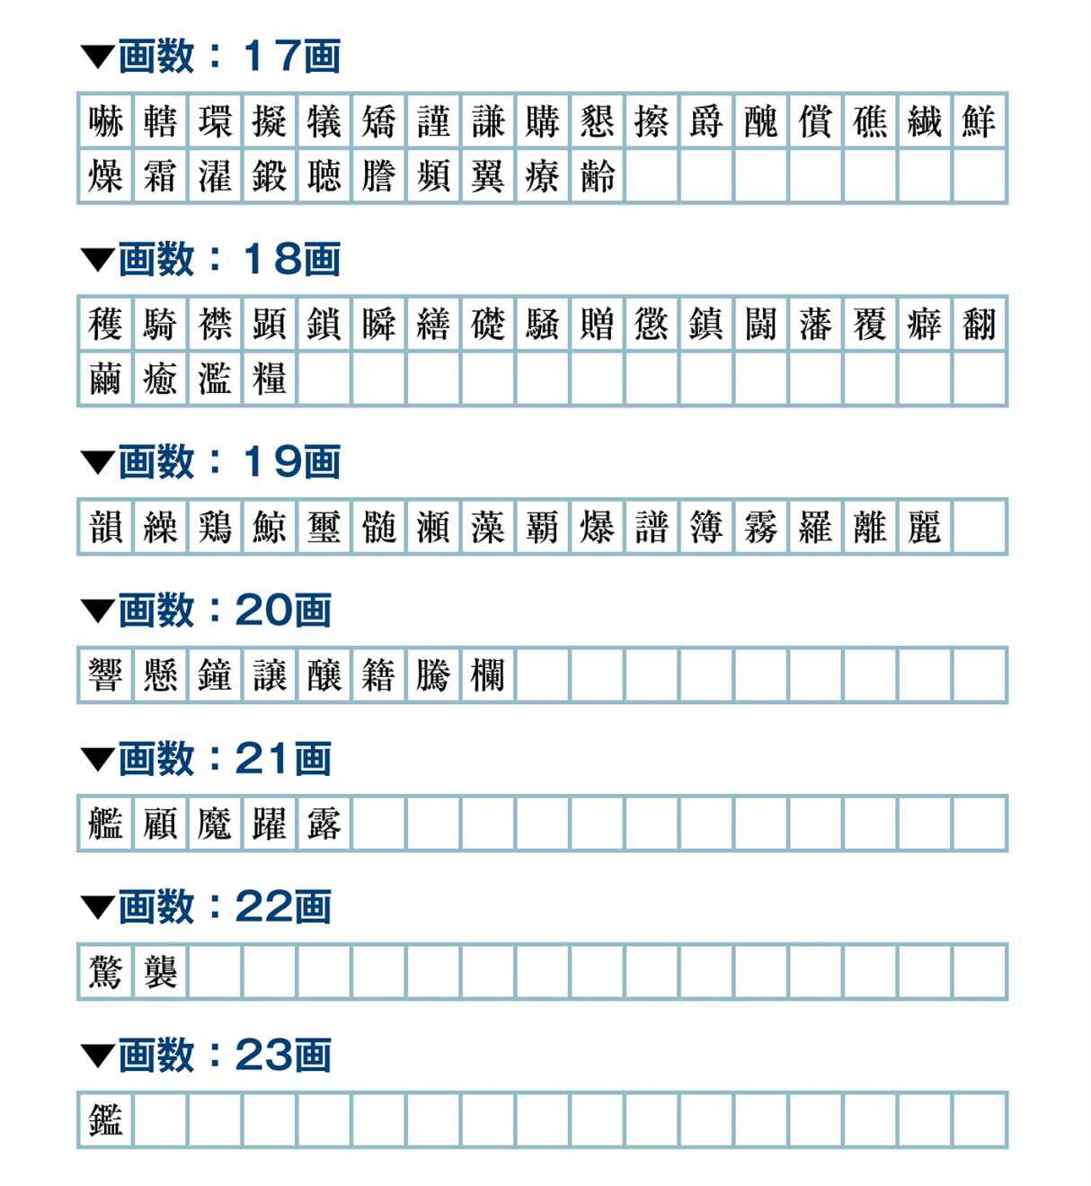 ▼画数：１７画
嚇轄環擬犠矯謹謙購懇擦爵醜償礁繊鮮
燥霜濯鍛聴謄頻翼療齢
▼画数：１８画
穫騎襟顕鎖瞬繕礎騒贈懲鎮闘藩覆癖翻
繭癒濫糧
▼画数：１９画
韻繰鶏鯨璽髄瀬藻覇爆譜簿霧羅離麗
▼画数：２０画
響懸鐘譲醸籍騰欄
▼画数：２１画
艦顧魔躍露
▼画数：２２画
驚襲
▼画数：２３画
鑑